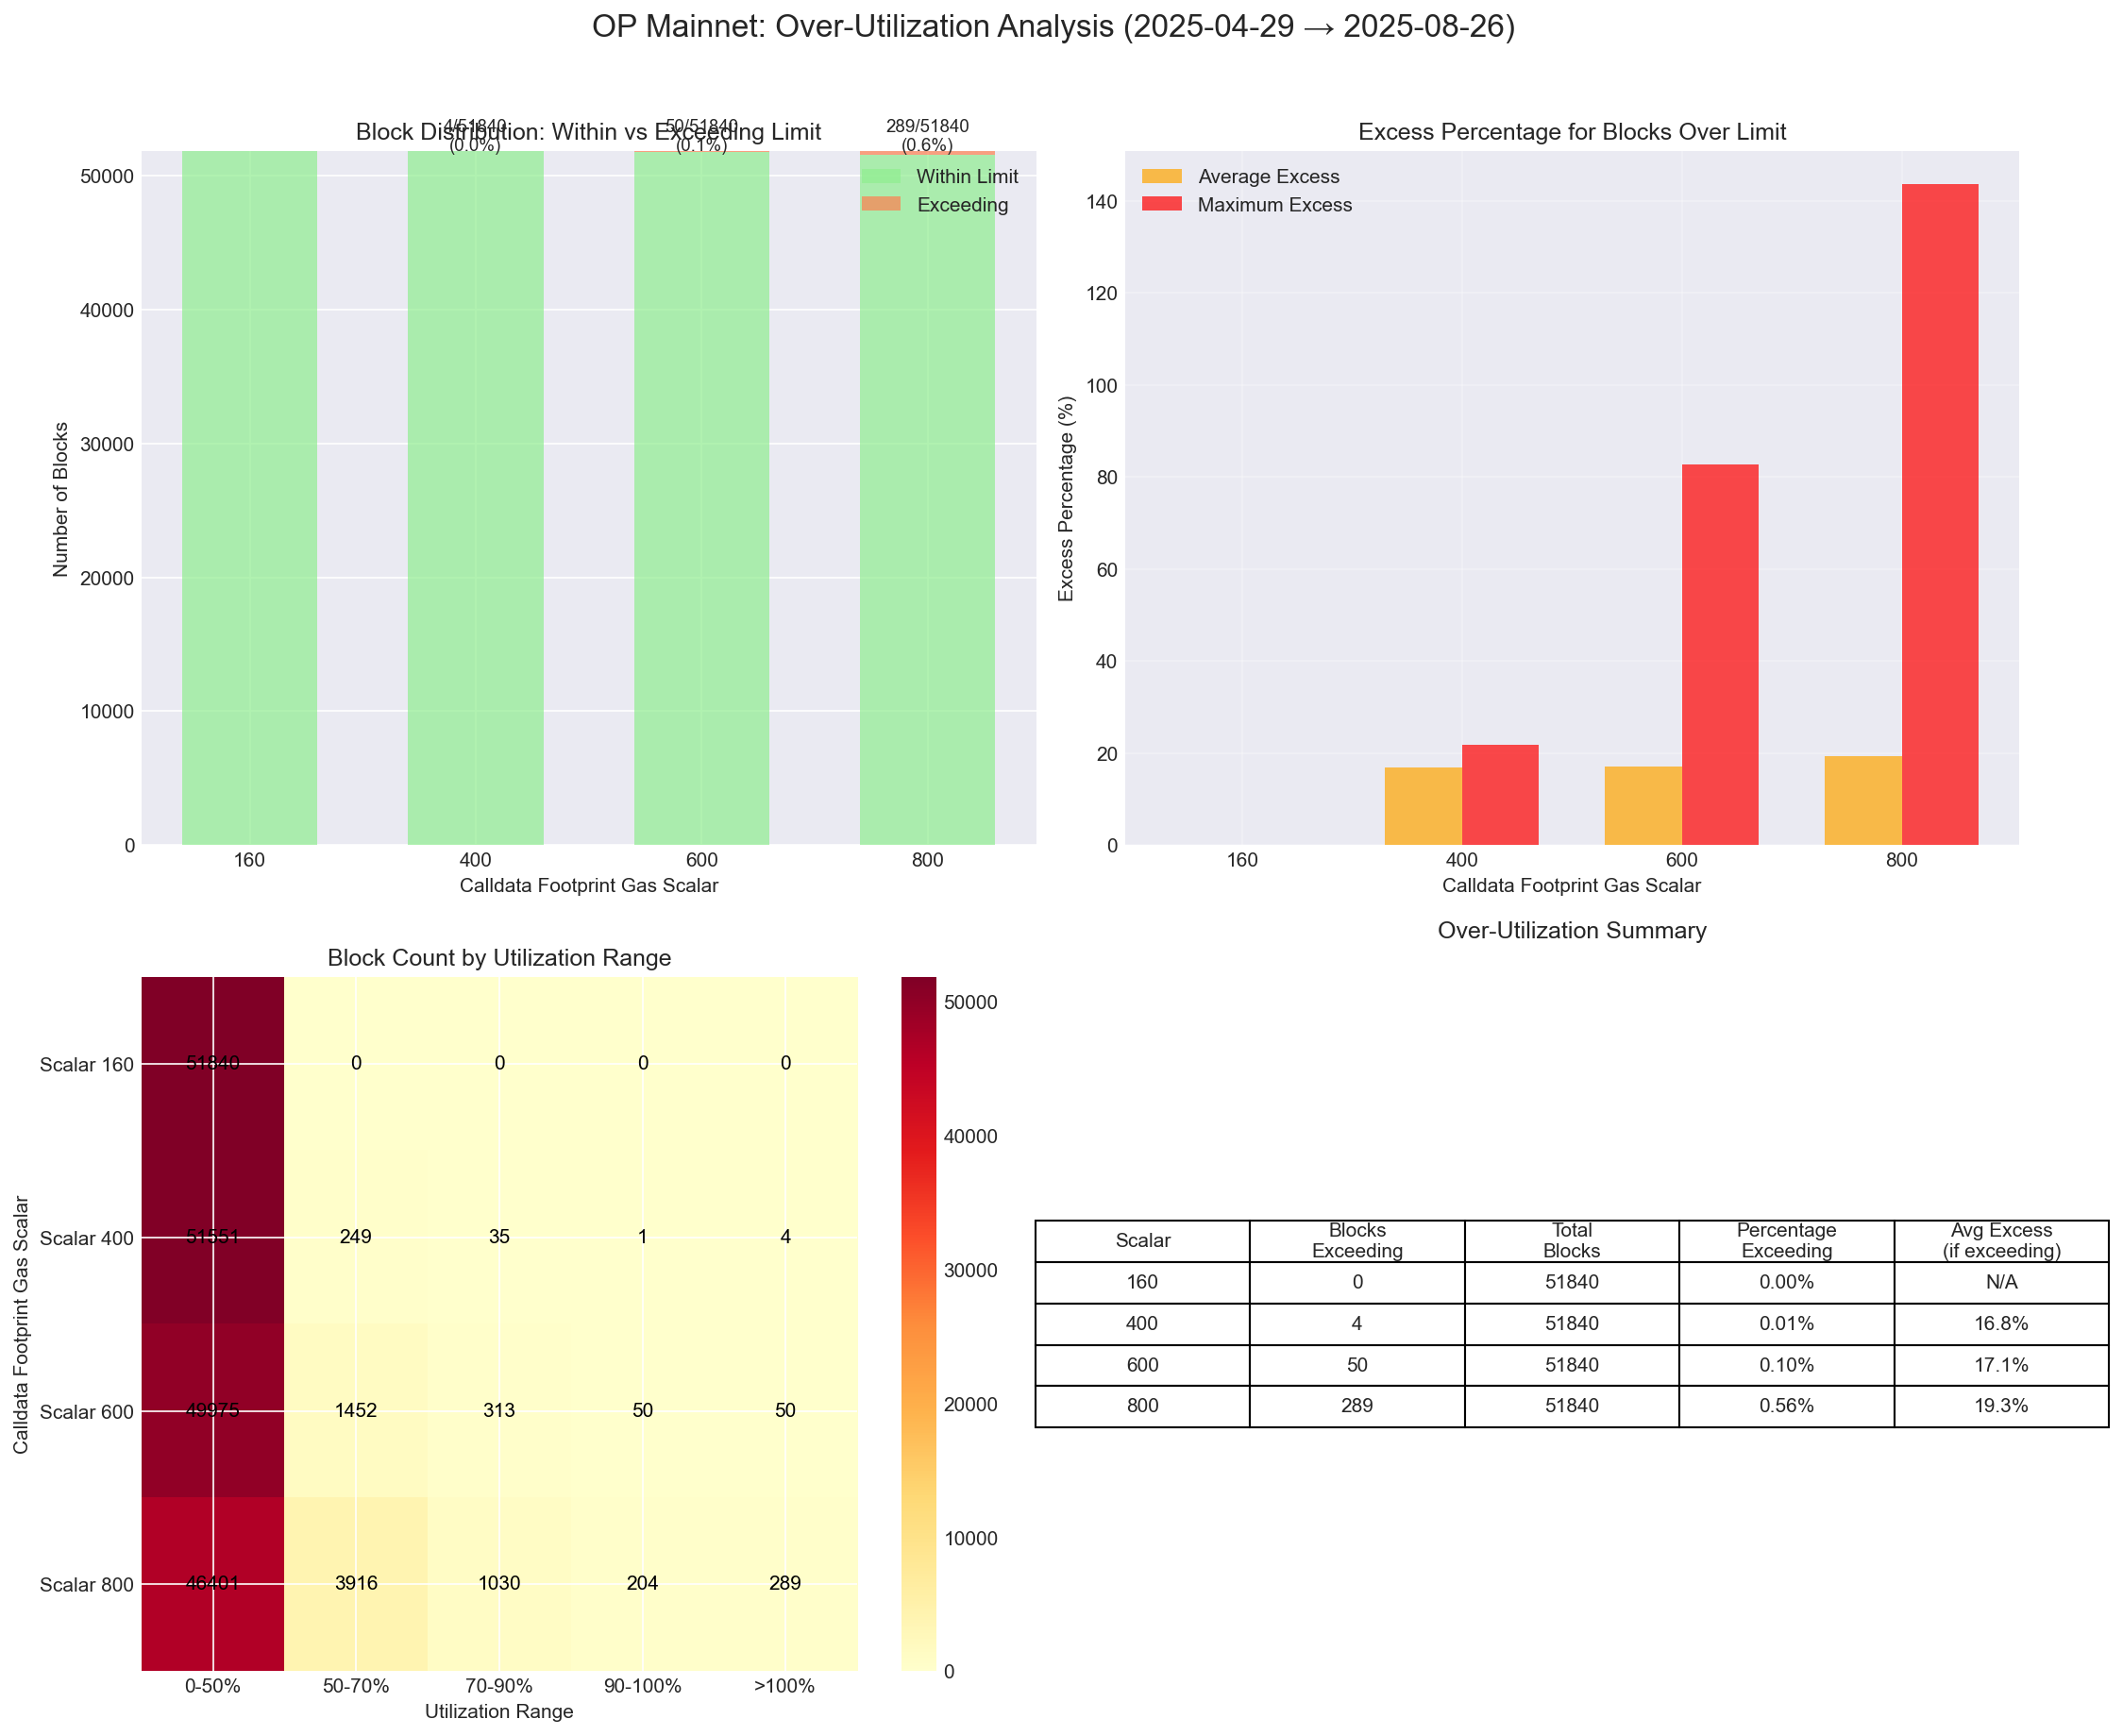 OP Mainnet: Over-Utilization Analysis (2025-04-29 → 2025-08-26)
Block Distribution: Within vs Exceeding Limit
4/51840
(0.0%)
50/51840
(0.1%)
289/51840
(0.6%)
Within Limit
Exceeding
Number of Blocks
50000
40000
30000
20000
10000
0
160
400
600
800
Calldata Footprint Gas Scalar
Excess Percentage for Blocks Over Limit
Average Excess
Maximum Excess
Excess Percentage (%)
140
120
100
80
60
40
20
0
160
400
600
800
Calldata Footprint Gas Scalar
Block Count by Utilization Range
Calldata Footprint Gas Scalar
Scalar 160 51840 0 0 0 0
Scalar 400 51551 249 35 1 4
Scalar 600 49975 1452 313 50 50
Scalar 800 46401 3916 1030 204 289
0-50% 50-70% 70-90% 90-100% >100%
Utilization Range
50000
40000
30000
20000
10000
0
Over-Utilization Summary
Scalar Blocks Exceeding Total Blocks Percentage Exceeding Avg Excess (if exceeding)
160 0 51840 0.00% N/A
400 4 51840 0.01% 16.8%
600 50 51840 0.10% 17.1%
800 289 51840 0.56% 19.3%